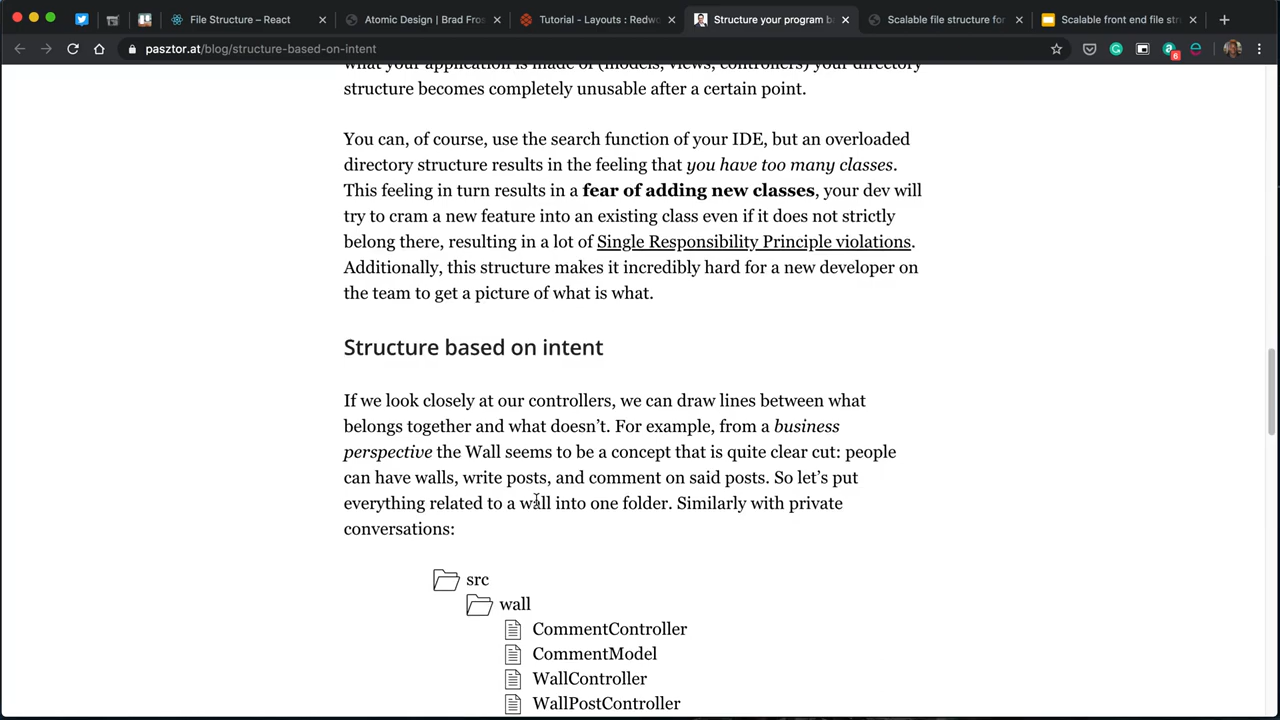 File Structure – React
Atomic Design | Brad Fros
Tutorial - Layouts : Redwo
Structure your program ba
Scalable file structure for
Scalable front end file str
pasztor.at/blog/structure-based-on-intent
6
what your application is made of (models, views, controllers) your directory
structure becomes completely unusable after a certain point.
You can, of course, use the search function of your IDE, but an overloaded
directory structure results in the feeling that you have too many classes.
This feeling in turn results in a fear of adding new classes, your dev will
try to cram a new feature into an existing class even if it does not strictly
belong there, resulting in a lot of Single Responsibility Principle violations.
Additionally, this structure makes it incredibly hard for a new developer on
the team to get a picture of what is what.
Structure based on intent
If we look closely at our controllers, we can draw lines between what
belongs together and what doesn’t. For example, from a business
perspective the Wall seems to be a concept that is quite clear cut: people
can have walls, write posts, and comment on said posts. So let’s put
everything related to a wall into one folder. Similarly with private
conversations:
src
wall
CommentController
CommentModel
WallController
WallPostController